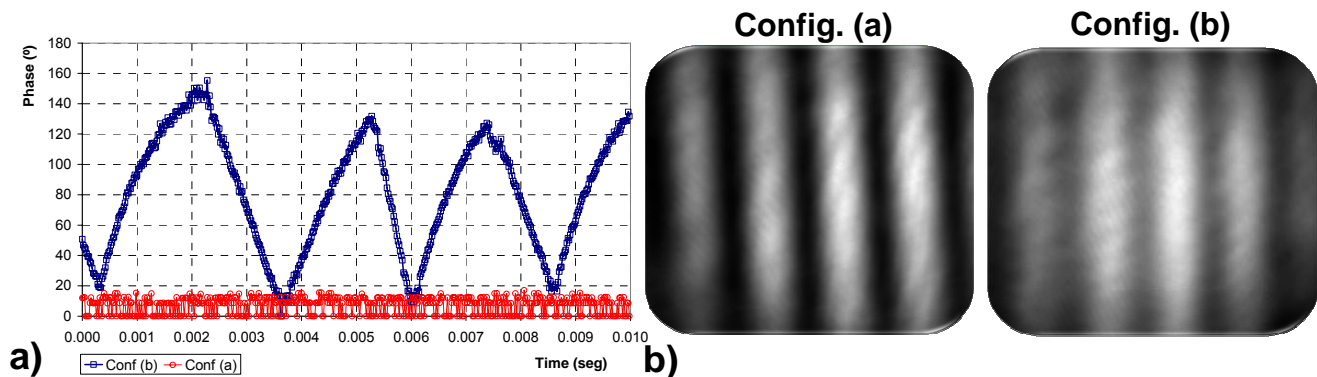 Config. (a)
Config. (b)
Phase (º)
180
160
140
120
100
80
60
40
20
0
0.000 0.001 0.002 0.003 0.004 0.005 0.006 0.007 0.008 0.009 0.010
Time (seg)
Conf (b) Conf (a)
a)
b)